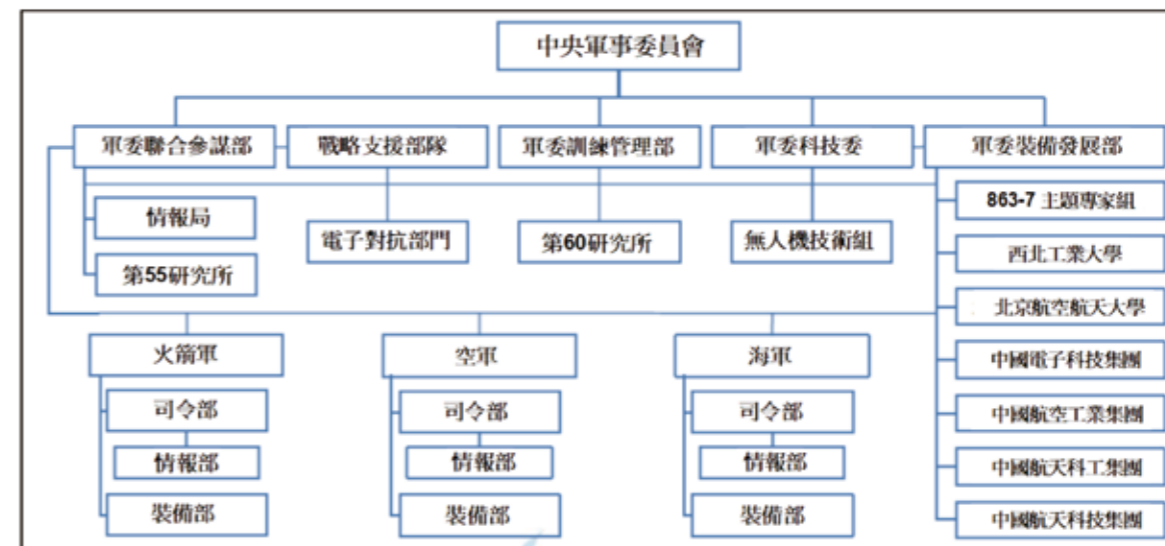 中央軍事委員會
軍委聯合參謀部
戰略支援部隊
軍委訓練管理部
軍委科技委
軍委裝備發展部
情報局
第55研究所
電子對抗部門
第60研究所
無人機技術組
863-7 主題專家組
西北工業大學
北京航空航天大學
中國電子科技集團
中國航空工業集團
中國航天科工集團
中國航天科技集團
火箭軍
司令部
情報部
裝備部
空軍
司令部
情報部
裝備部
海軍
司令部
情報部
裝備部